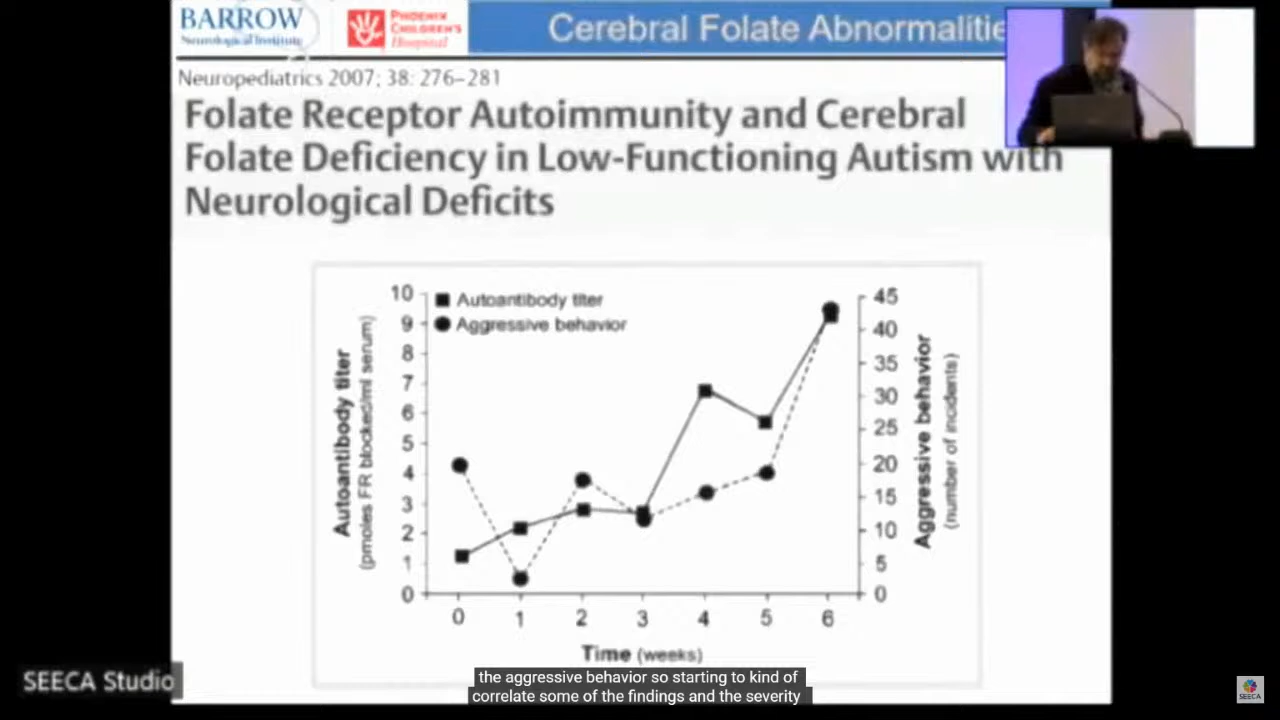 BARROW
Neurological Institute
PHOENIX
CHILDREN'S
Hospital
Cerebral Folate Abnormalitie
Neuropediatrics 2007; 38: 276–281
Folate Receptor Autoimmunity and Cerebral
Folate Deficiency in Low-Functioning Autism with
Neurological Deficits
Autoantibody titer
Aggressive behavior
Autoantibody titer
(pmoles FR blocked/ml serum)
10
9
8
7
6
5
4
3
2
1
0
45
40
35
30
25
20
15
10
5
0
Aggressive behavior
(number of incidents)
0 1 2 3 4 5 6
Time (weeks)
the aggressive behavior so starting to kind of
correlate some of the findings and the severity
SEECA Studio
SEECA